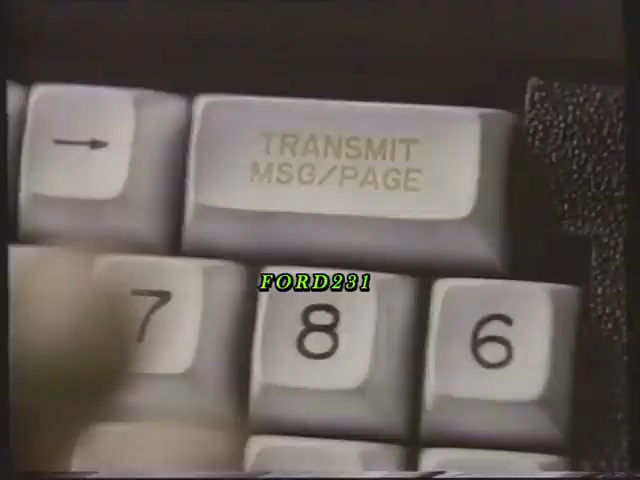 →
TRANSMIT
MSG/PAGE
FORD231
7 8 6